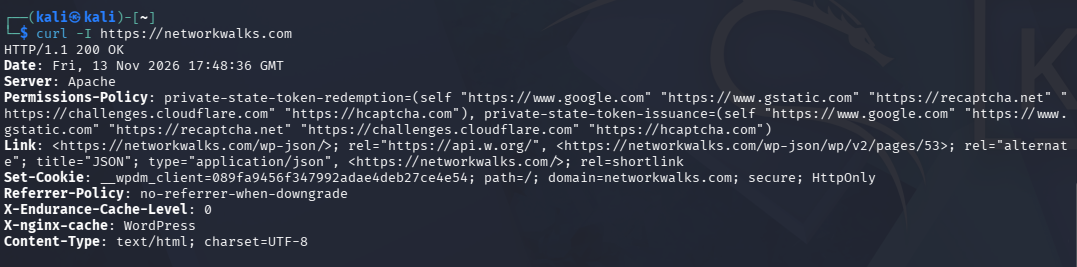 ┌──(kali㉿kali)-[~]
└─$ curl -I https://networkwalks.com
HTTP/1.1 200 OK
Date: Fri, 13 Nov 2026 17:48:36 GMT
Server: Apache
Permissions-Policy: private-state-token-redemption=(self "https://www.google.com" "https://www.gstatic.com" "https://recaptcha.net" "
https://challenges.cloudflare.com" "https://hcaptcha.com"), private-state-token-issuance=(self "https://www.google.com" "https://www.
gstatic.com" "https://recaptcha.net" "https://challenges.cloudflare.com" "https://hcaptcha.com")
Link: <https://networkwalks.com/wp-json/>; rel="https://api.w.org/", <https://networkwalks.com/wp-json/wp/v2/pages/53>; rel="alternat
e"; title="JSON"; type="application/json", <https://networkwalks.com/>; rel=shortlink
Set-Cookie: __wpdm_client=089fa9456f347992adae4deb27ce4e54; path=/; domain=networkwalks.com; secure; HttpOnly
Referrer-Policy: no-referrer-when-downgrade
X-Endurance-Cache-Level: 0
X-nginx-cache: WordPress
Content-Type: text/html; charset=UTF-8